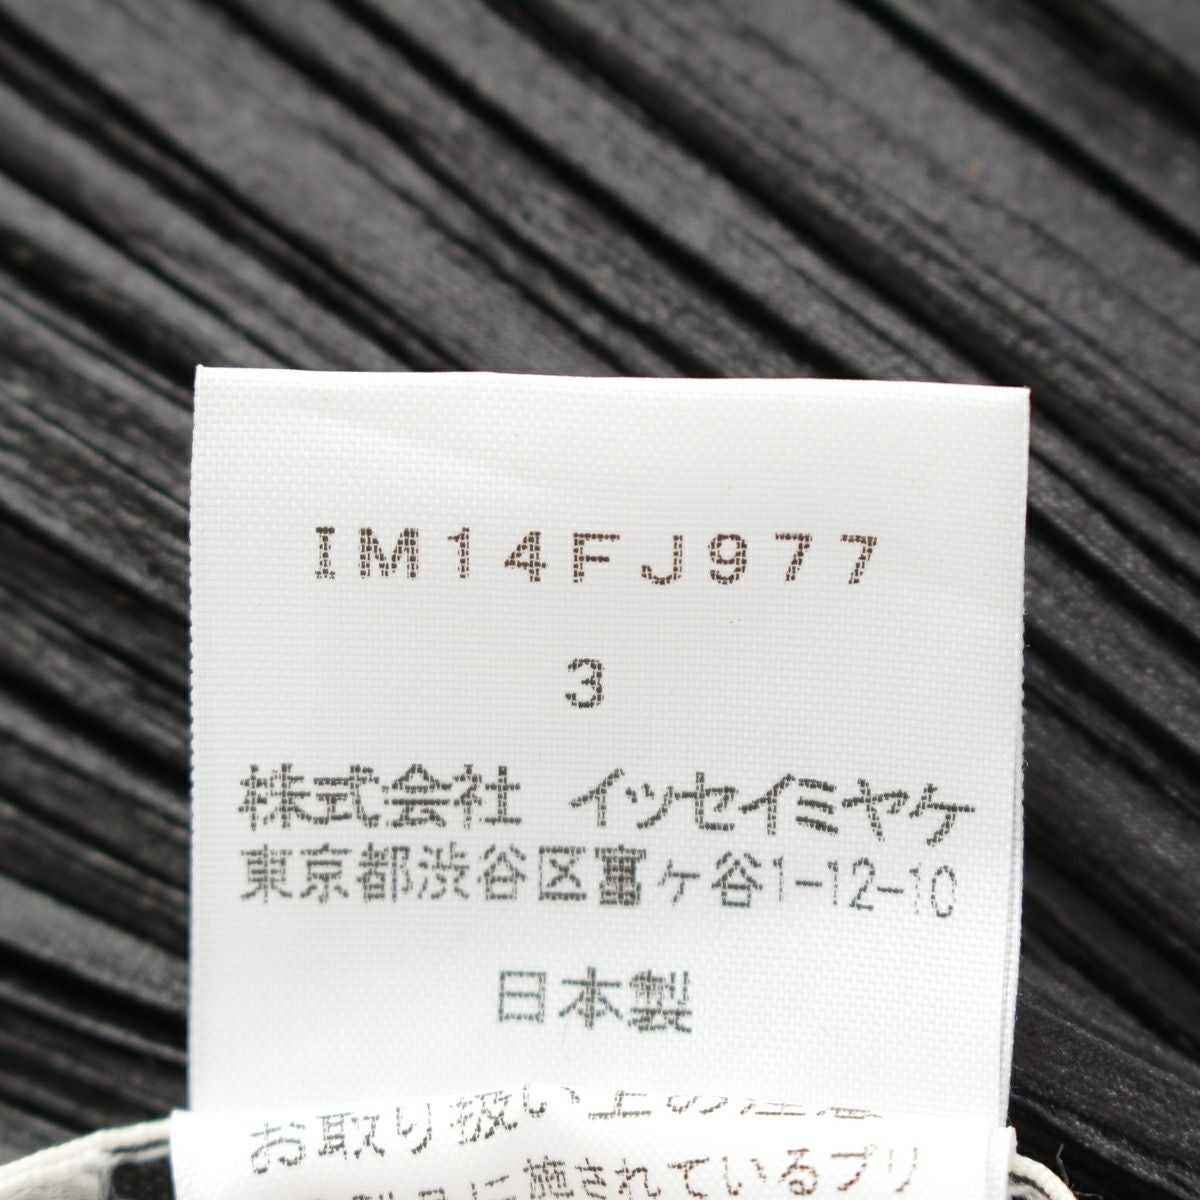 IM14FJ977
3
株式会社 イッセイミヤケ
東京都渋谷区富ヶ谷1-12-10
日本製
お取り扱い上の注意
に施されているプリ